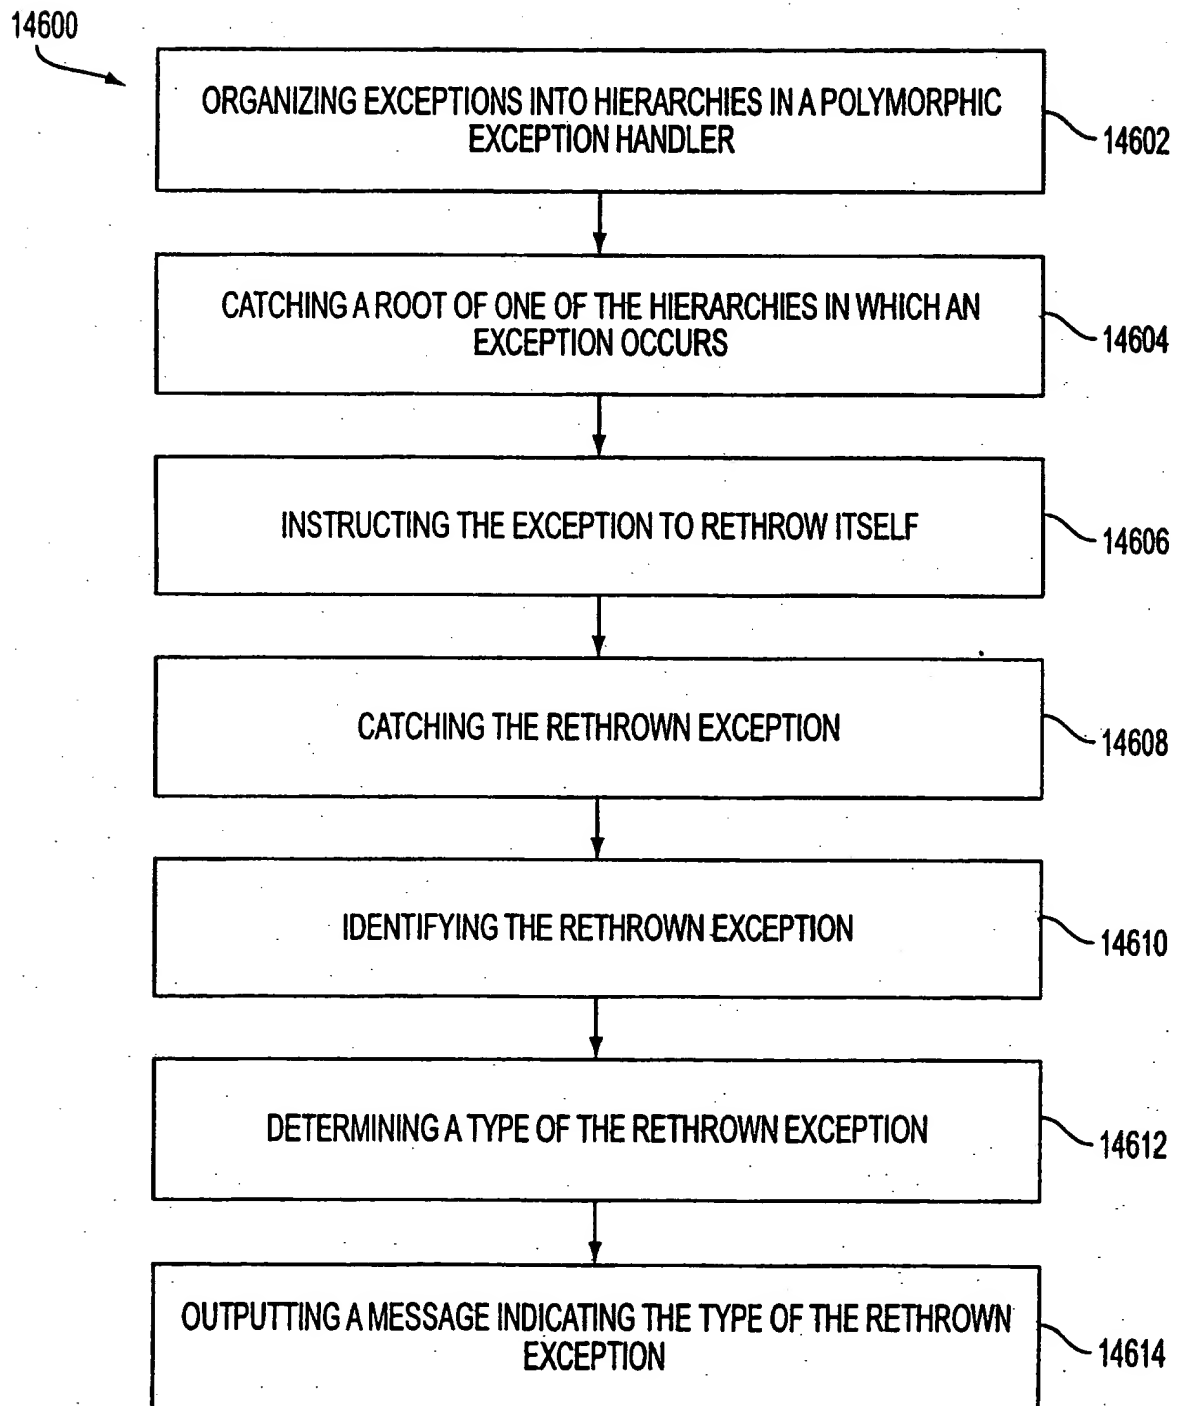 14600
ORGANIZING EXCEPTIONS INTO HIERARCHIES IN A POLYMORPHIC
EXCEPTION HANDLER
14602
CATCHING A ROOT OF ONE OF THE HIERARCHIES IN WHICH AN
EXCEPTION OCCURS
14604
INSTRUCTING THE EXCEPTION TO RETHROW ITSELF
14606
CATCHING THE RETHROWN EXCEPTION
14608
IDENTIFYING THE RETHROWN EXCEPTION
14610
DETERMINING A TYPE OF THE RETHROWN EXCEPTION
14612
OUTPUTTING A MESSAGE INDICATING THE TYPE OF THE RETHROWN
EXCEPTION
14614